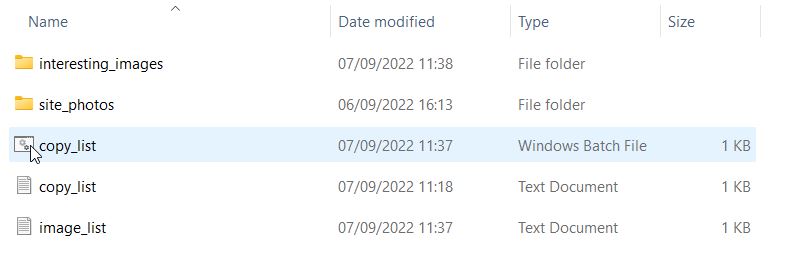 Name Date modified Type Size
interesting_images 07/09/2022 11:38 File folder
site_photos 06/09/2022 16:13 File folder
copy_list 07/09/2022 11:37 Windows Batch File 1 KB
copy_list 07/09/2022 11:18 Text Document 1 KB
image_list 07/09/2022 11:37 Text Document 1 KB